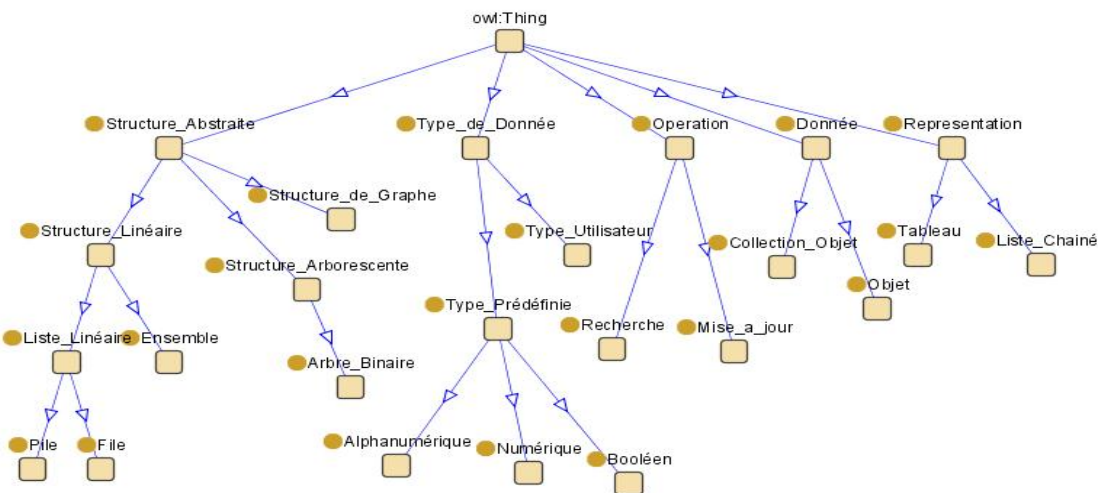 owl:Thing
Structure_Abstraite
Type_de_Donnée
Operation
Donnée
Representation
Structure_de_Graphe
Structure_Linéaire
Type_Utilisateur
Collection_Objet
Tableau
Liste_Chainé
Structure_Arborescente
Objet
Type_Prédéfinie
Recherche
Mise_a_jour
Liste_Linéaire
Ensemble
Arbre_Binaire
Pile
File
Alphanumérique
Numérique
Booléen